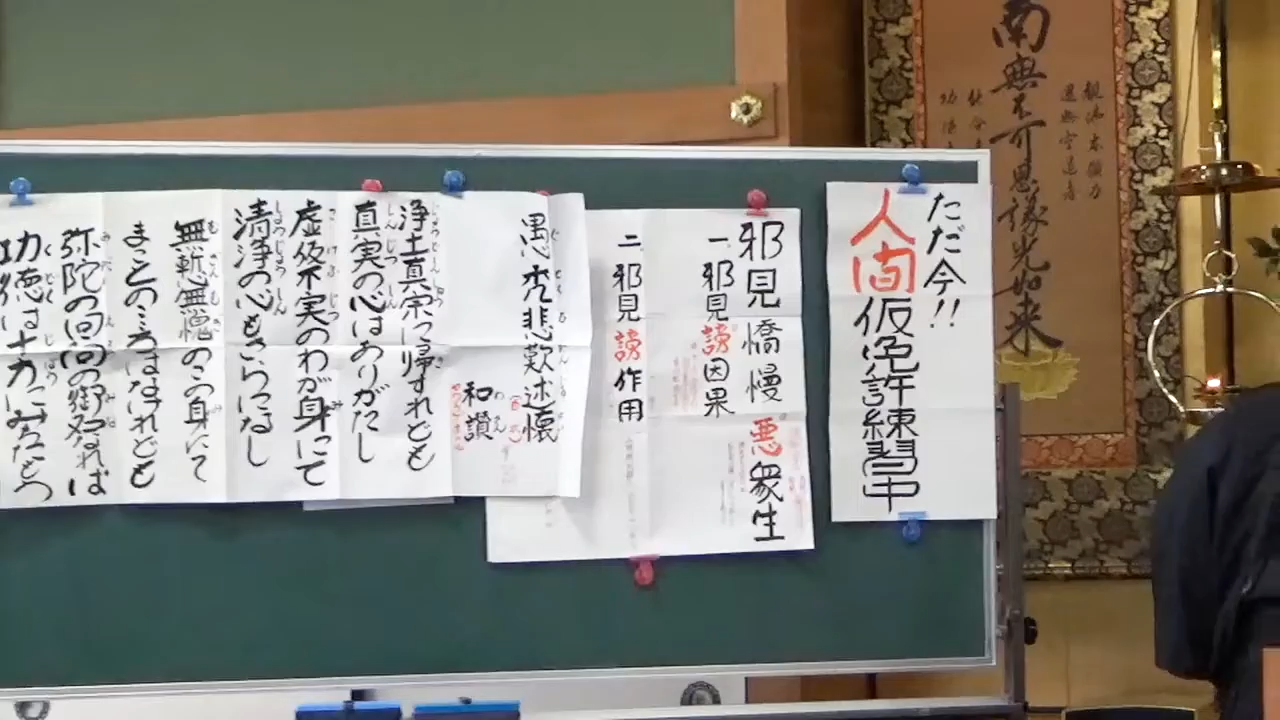 ただ今!!
人間仮免許練習中
邪見憍慢悪衆生
一、邪見謗因果
二、邪見謗作用
愚禿悲歎述懐
和讃
浄土真宗に帰すれども
真実の心はありがたし
虚仮不実のわが身にて
清浄の心もさらになし
無慙無愧のこの身にて
まことのこころはなけれども
弥陀の回向の御名なれば
功徳は十方にみちたもう
南無不可思議光如来